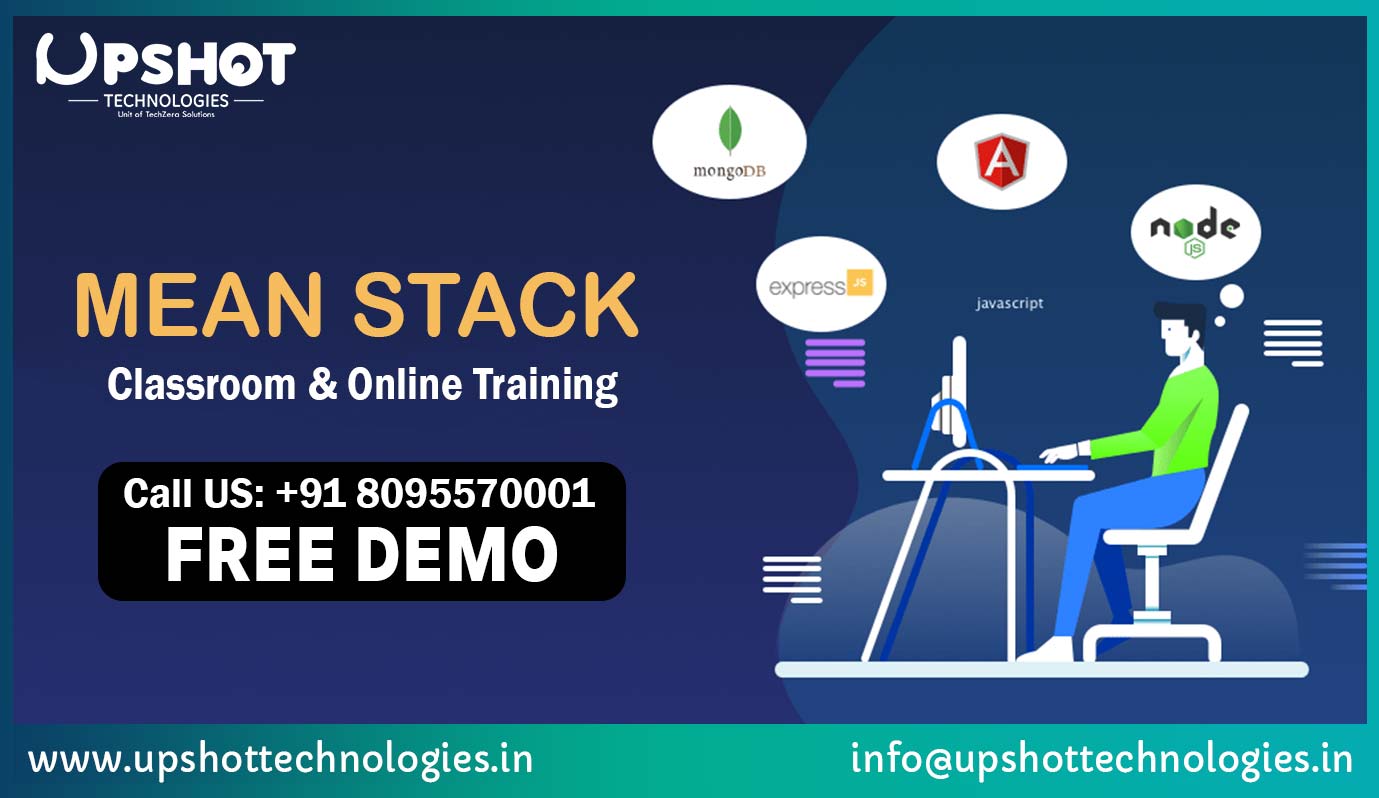 UPSHOT
TECHNOLOGIES
Unit of TechZera Solutions
mongoDB
A
node
JS
express JS
javascript
MEAN STACK
Classroom & Online Training
Call US: +91 8095570001
FREE DEMO
www.upshottechnologies.in
info@upshottechnologies.in